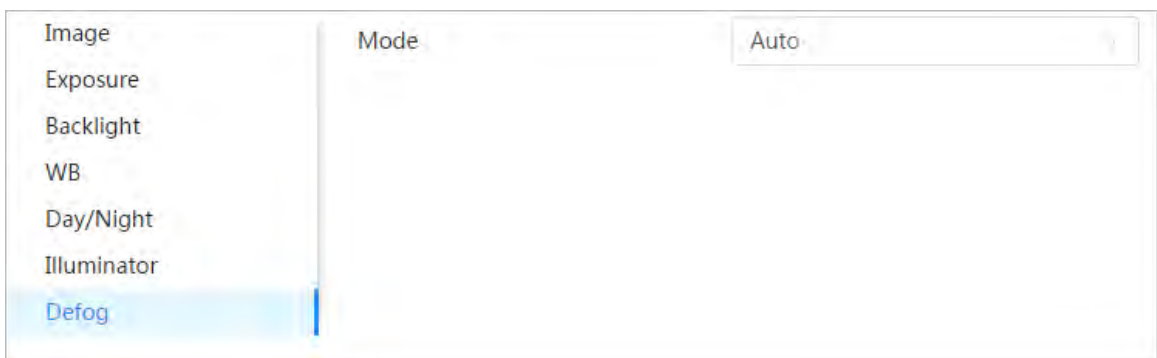 Image
Exposure
Backlight
WB
Day/Night
Illuminator
Defog
Mode
Auto